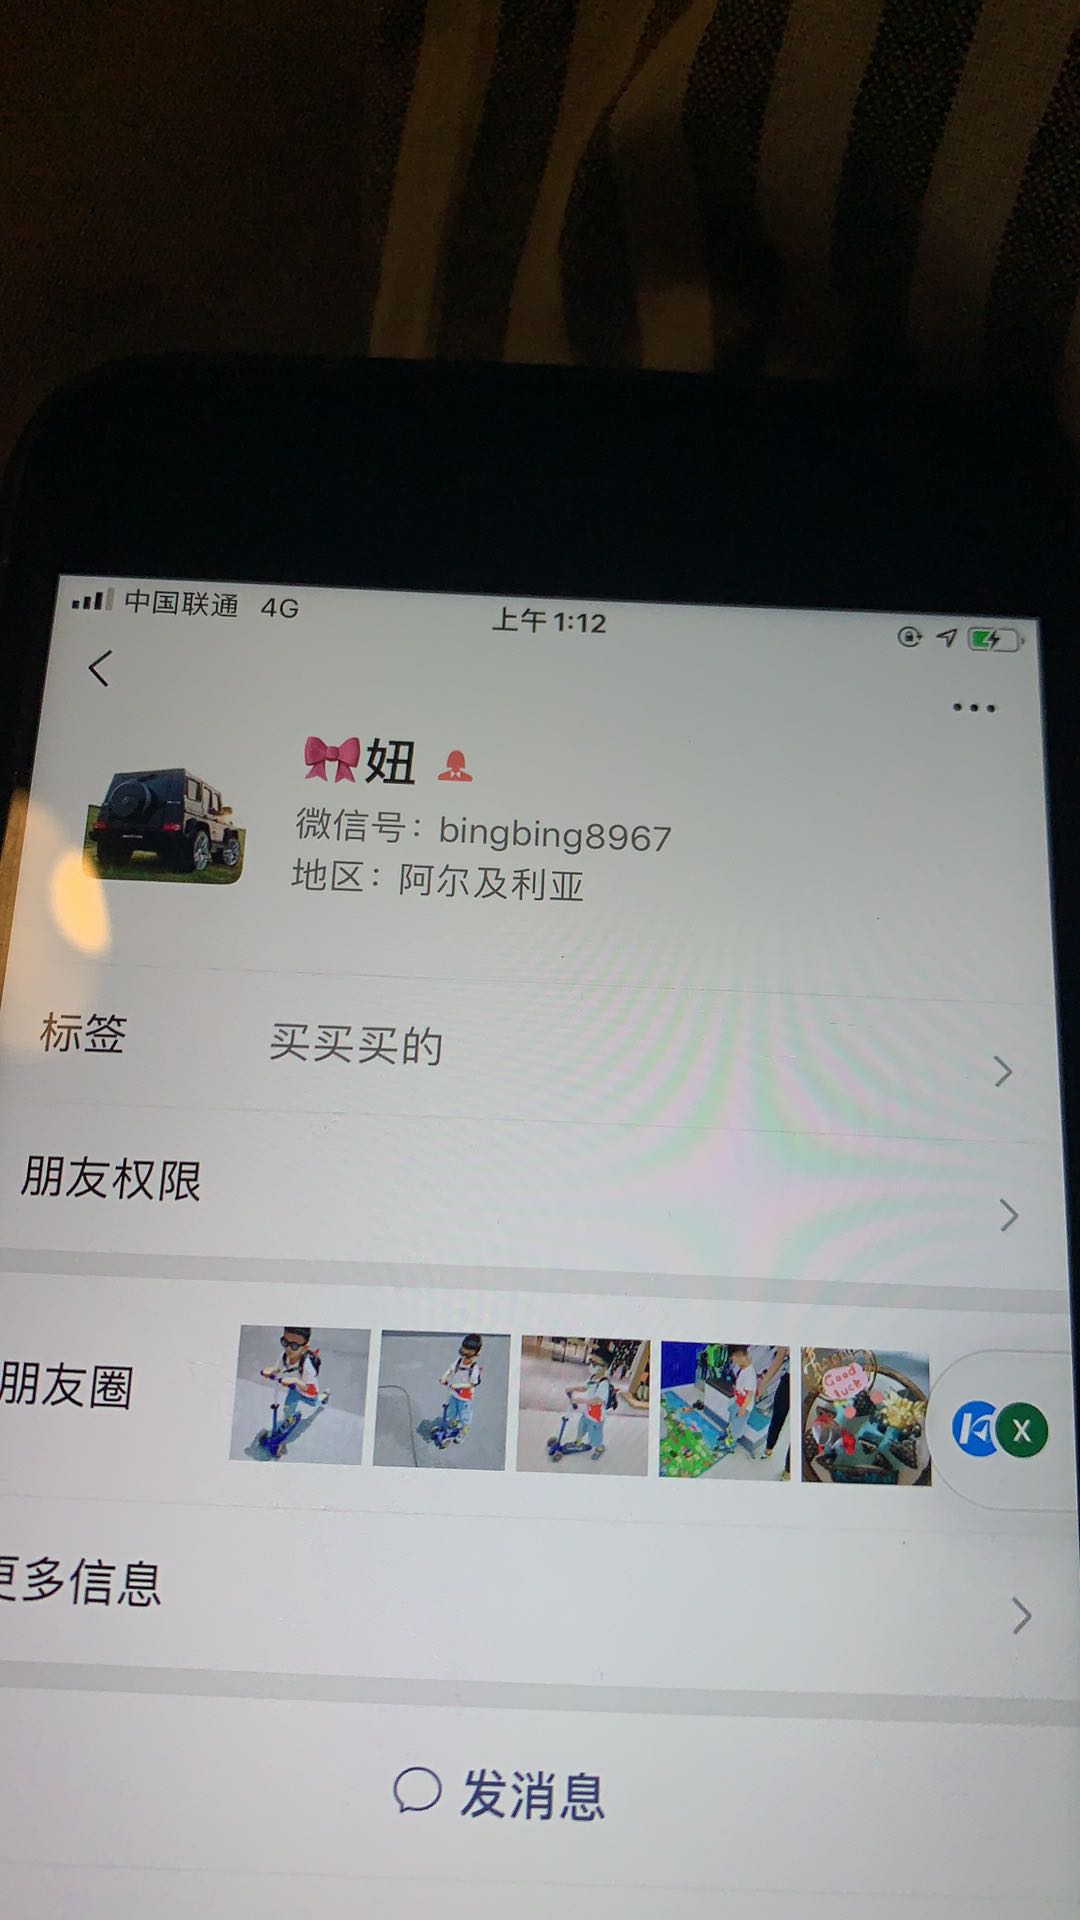 中国联通 4G
上午1:12
🎀妞
微信号：bingbing8967
地区：阿尔及利亚
标签 买买买的
朋友权限
朋友圈
Good
luck
X
更多信息
发消息